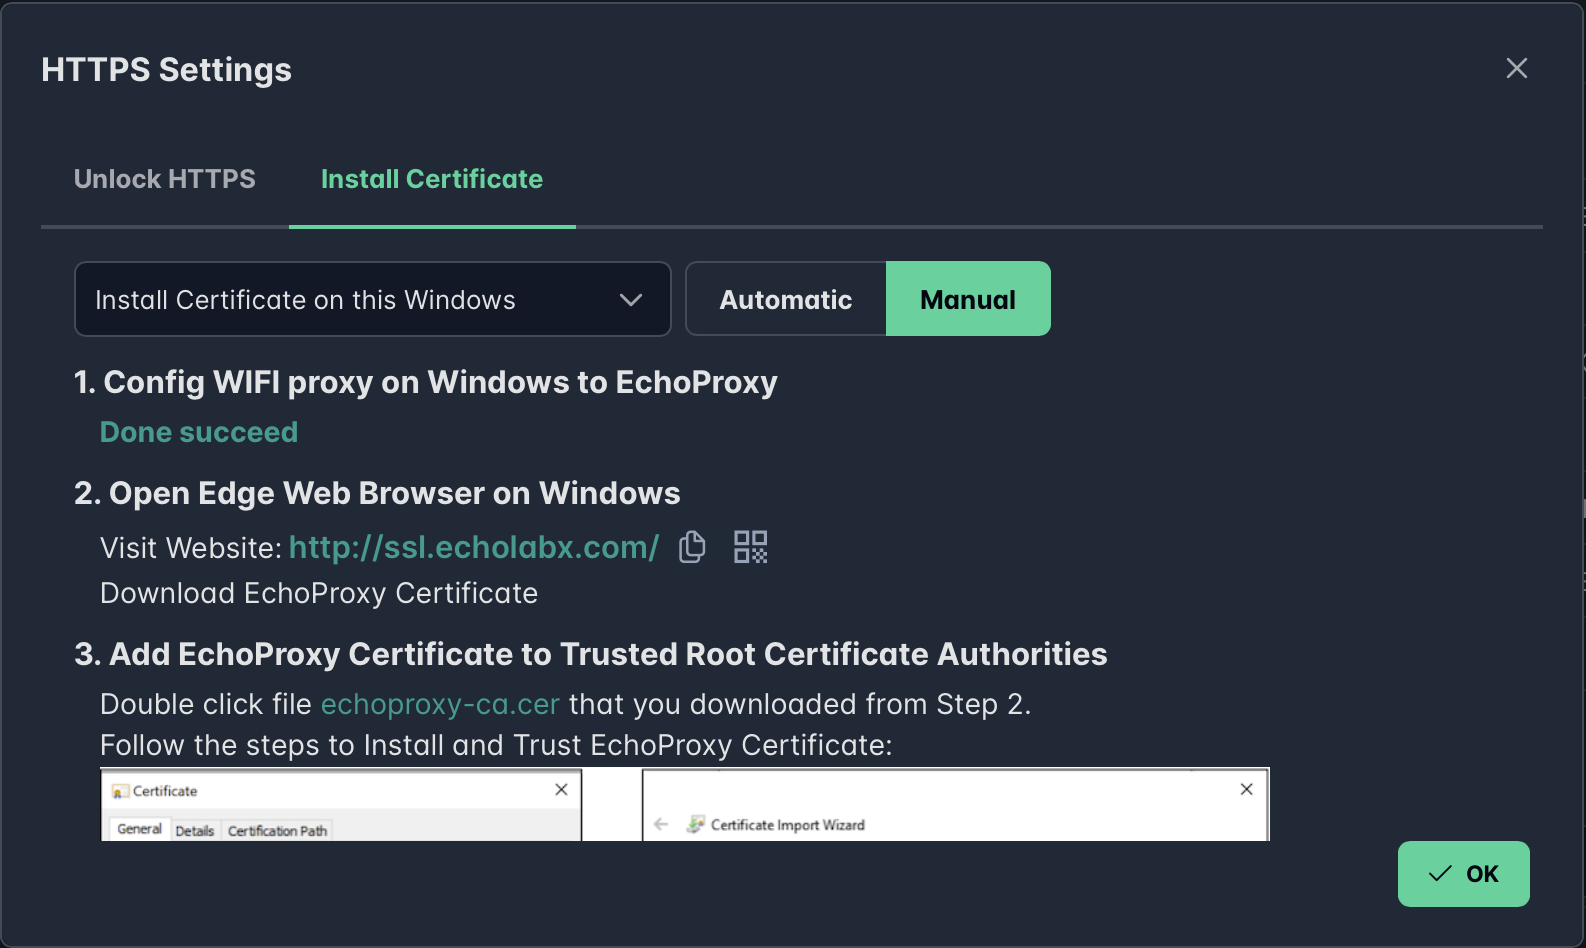 HTTPS Settings
Unlock HTTPS
Install Certificate
Install Certificate on this Windows
Automatic
Manual
1. Config WIFI proxy on Windows to EchoProxy
Done succeed
2. Open Edge Web Browser on Windows
Visit Website: http://ssl.echolabx.com/
Download EchoProxy Certificate
3. Add EchoProxy Certificate to Trusted Root Certificate Authorities
Double click file echoproxy-ca.cer that you downloaded from Step 2.
Follow the steps to Install and Trust EchoProxy Certificate:
Certificate
General Details Certification Path
Certificate Import Wizard
OK